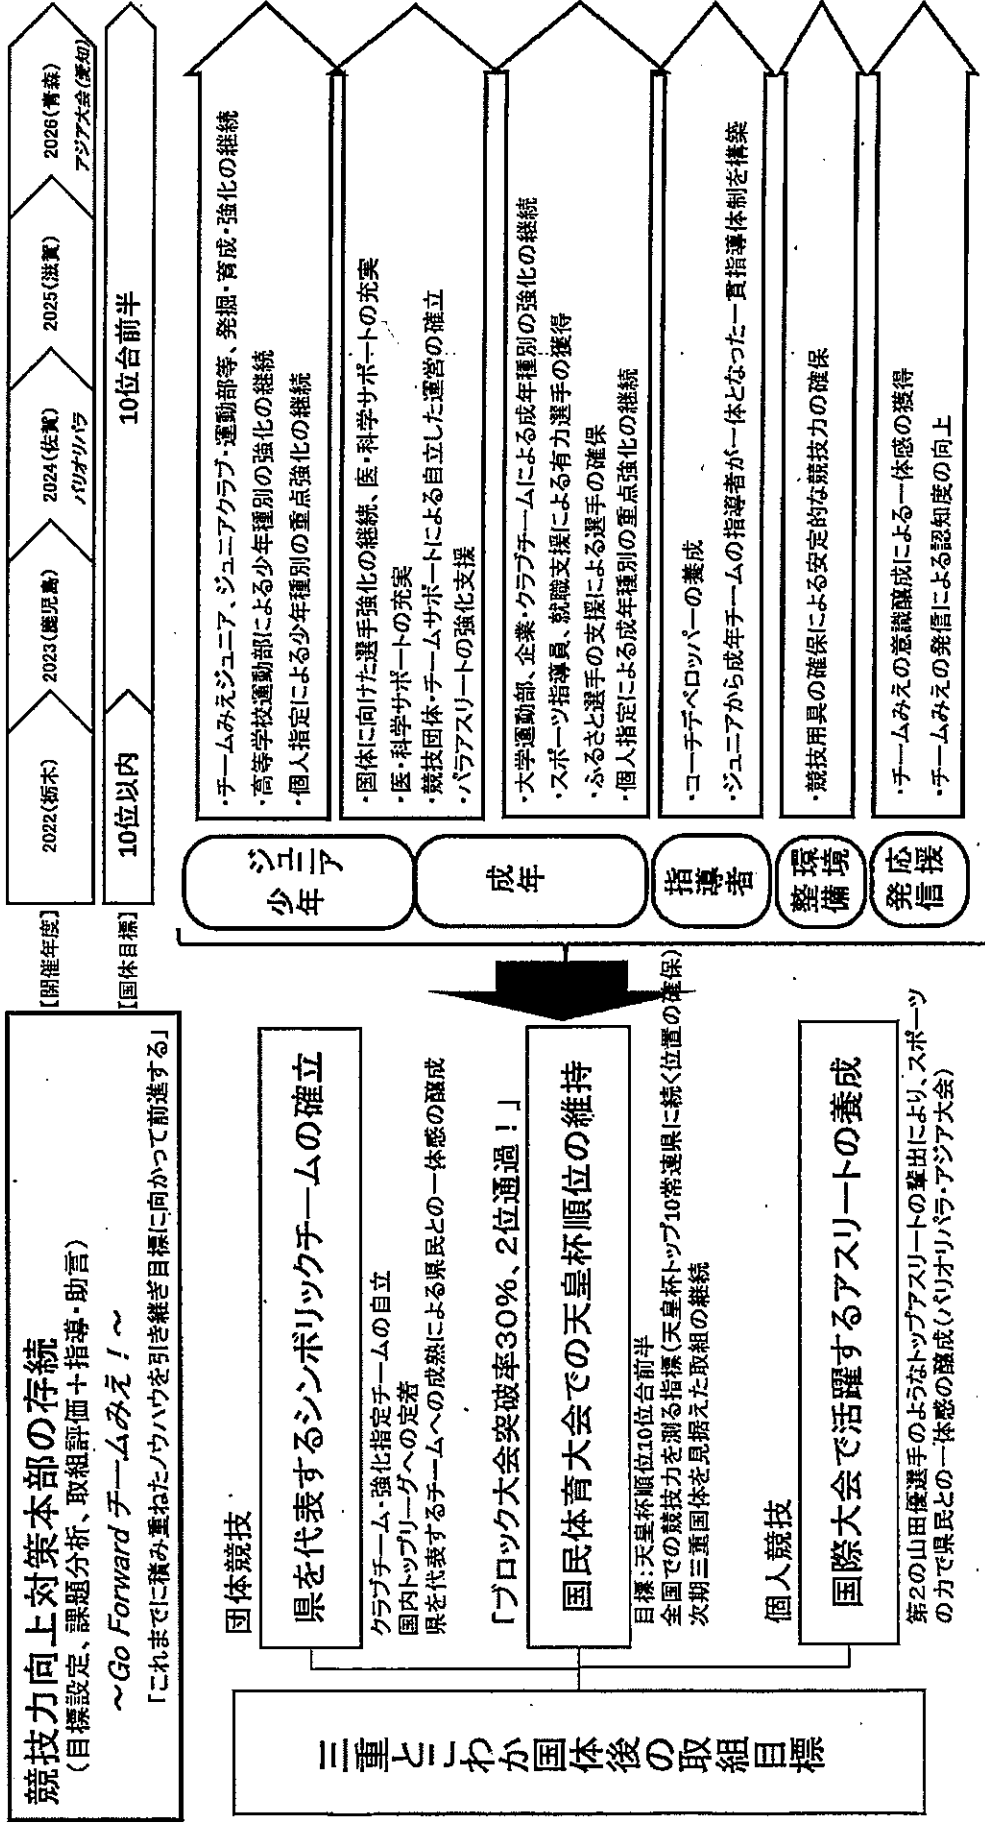 競技力向上対策本部の存続
(目標設定、課題分析、取組評価＋指導・助言)
～Go Forward チームみえ！～
「これまでに積み重ねたノウハウを引き継ぎ目標に向かって前進する」
【開催年度】
2022(栃木)
2023(鹿児島)
2024(佐賀)
パリオリパラ
2025(滋賀)
2026(青森)
アジア大会(愛知)
【国体目標】
10位以内
10位台前半
三重とこわか国体後の取組目標
団体競技
県を代表するシンボリックチームの確立
クラブチーム・強化指定チームの自立
国内トップリーグへの定着
県を代表するチームへの成熟による県民との一体感の醸成
「ブロック大会突破率30％、2位通過！」
国民体育大会での天皇杯順位の維持
目標：天皇杯順位10位台前半
全国での競技力を測る指標(天皇杯トップ10常連県に続く位置の確保)
次期三重国体を見据えた取組の継続
個人競技
国際大会で活躍するアスリートの養成
第2の山田優選手のようなトップアスリートの輩出により、スポーツ
の力で県民との一体感の醸成(パリオリパラ・アジア大会)
ジュニア
少年
・チームみえジュニア、ジュニアクラブ・運動部等、発掘・育成・強化の継続
・高等学校運動部による少年種別の強化の継続
・個人指定による少年種別の重点強化の継続
・国体に向けた選手強化の継続、医・科学サポートの充実
・医・科学サポートの充実
・競技団体・チームサポートによる自立した運営の確立
・パラアスリートの強化支援
成年
・大学運動部、企業・クラブチームによる成年種別の強化の継続
・スポーツ指導員、就職支援による有力選手の獲得
・ふるさと選手の支援による選手の確保
・個人指定による成年種別の重点強化の継続
指導者
・コーチデベロッパーの養成
・ジュニアから成年チームの指導者が一体となった一貫指導体制を構築
環境
整備
・競技用具の確保による安定的な競技力の確保
応援
発信
・チームみえの意識醸成による一体感の獲得
・チームみえの発信による認知度の向上